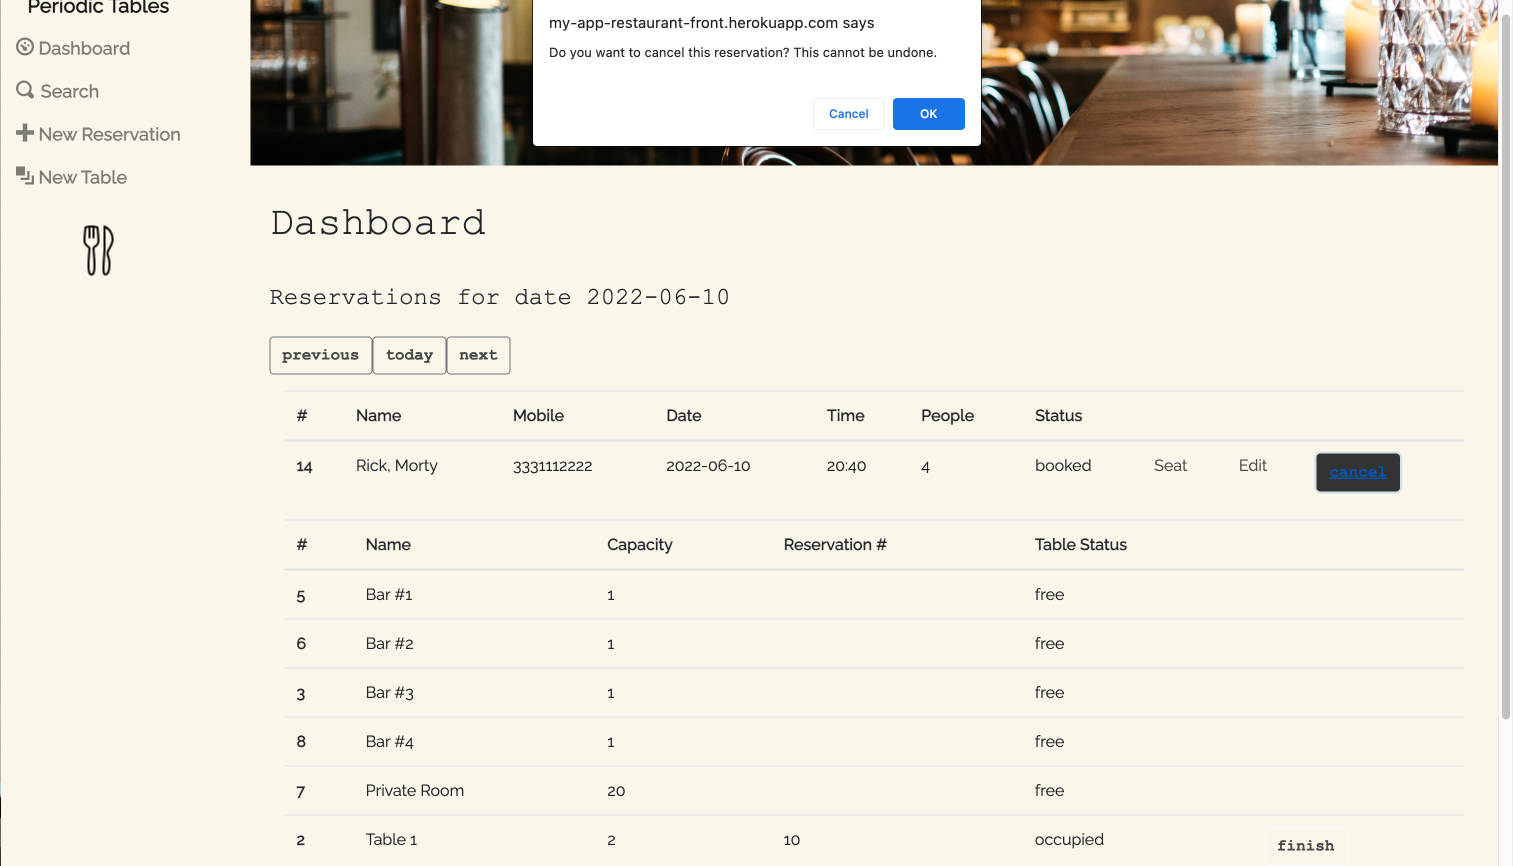 Periodic Tables
Dashboard
Search
New Reservation
New Table
my-app-restaurant-front.herokuapp.com says
Do you want to cancel this reservation? This cannot be undone.
Cancel OK
Dashboard
Reservations for date 2022-06-10
previous today next
# Name Mobile Date Time People Status
14 Rick, Morty 3331112222 2022-06-10 20:40 4 booked Seat Edit cancel
# Name Capacity Reservation # Table Status
5 Bar #1 1 free
6 Bar #2 1 free
3 Bar #3 1 free
8 Bar #4 1 free
7 Private Room 20 free
2 Table 1 2 10 occupied finish